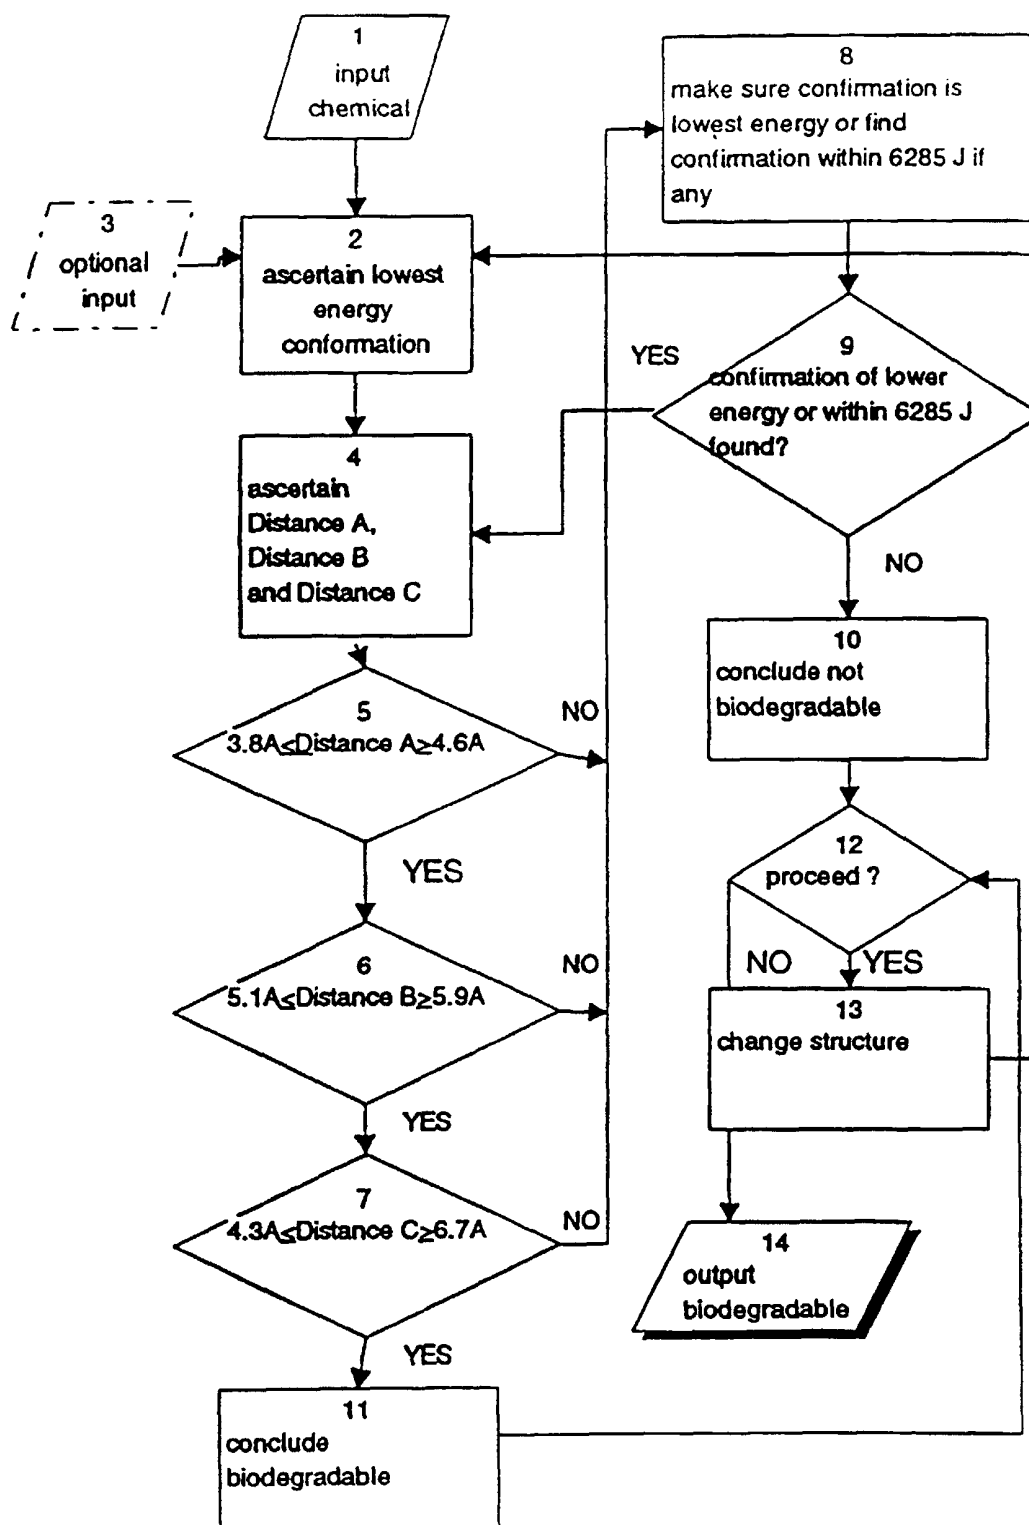 1
input
chemical
3
optional
input
2
ascertain lowest
energy
conformation
4
ascertain
Distance A,
Distance B
and Distance C
5
3.8A≤Distance A≥4.6A
NO
YES
6
5.1A≤Distance B≥5.9A
NO
YES
7
4.3A≤Distance C≥6.7A
NO
YES
11
conclude
biodegradable
8
make sure confirmation is
lowest energy or find
confirmation within 6285 J if
any
YES
9
confirmation of lower
energy or within 6285 J
found?
NO
10
conclude not
biodegradable
12
proceed ?
NO
YES
13
change structure
14
output
biodegradable